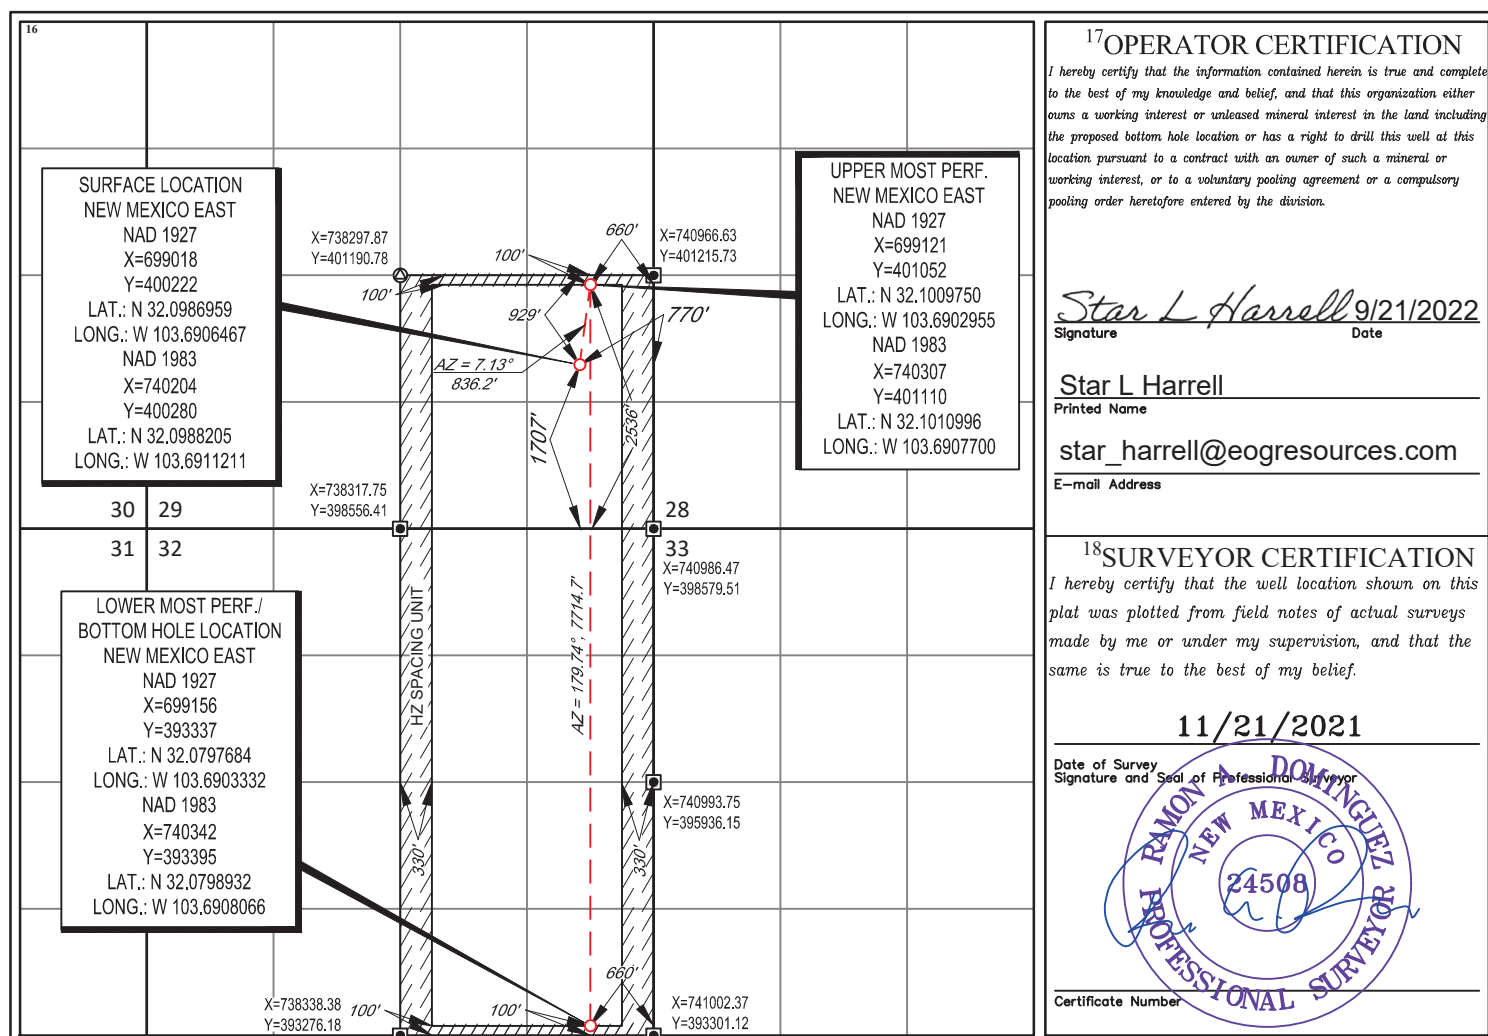 16
SURFACE LOCATION
NEW MEXICO EAST
NAD 1927
X=699018
Y=400222
LAT.: N 32.0986959
LONG.: W 103.6906467
NAD 1983
X=740204
Y=400280
LAT.: N 32.0988205
LONG.: W 103.6911211
X=738297.87
Y=401190.78
100'
660'
X=740966.63
Y=401215.73
100'
929'
770'
AZ = 7.13°
836.2'
1707'
2536'
UPPER MOST PERF.
NEW MEXICO EAST
NAD 1927
X=699121
Y=401052
LAT.: N 32.1009750
LONG.: W 103.6902955
NAD 1983
X=740307
Y=401110
LAT.: N 32.1010996
LONG.: W 103.6907700
X=738317.75
Y=398556.41
30 29
28
31 32
33
X=740986.47
Y=398579.51
LOWER MOST PERF./
BOTTOM HOLE LOCATION
NEW MEXICO EAST
NAD 1927
X=699156
Y=393337
LAT.: N 32.0797684
LONG.: W 103.6903332
NAD 1983
X=740342
Y=393395
LAT.: N 32.0798932
LONG.: W 103.6908066
HZ SPACING UNIT
AZ = 179.74°, 7714.7'
X=740993.75
Y=395936.15
330'
330'
660'
X=738338.38
Y=393276.18
100'
100'
X=741002.37
Y=393301.12
17OPERATOR CERTIFICATION
I hereby certify that the information contained herein is true and complete
to the best of my knowledge and belief, and that this organization either
owns a working interest or unleased mineral interest in the land including
the proposed bottom hole location or has a right to drill this well at this
location pursuant to a contract with an owner of such a mineral or
working interest, or to a voluntary pooling agreement or a compulsory
pooling order heretofore entered by the division.
Star L Harrell 9/21/2022
Signature Date
Star L Harrell
Printed Name
star_harrell@eogresources.com
E-mail Address
18SURVEYOR CERTIFICATION
I hereby certify that the well location shown on this
plat was plotted from field notes of actual surveys
made by me or under my supervision, and that the
same is true to the best of my belief.
11/21/2021
Date of Survey
Signature and Seal of Professional Surveyor
RAMON A. DOMINGUEZ
NEW MEXICO
24508
PROFESSIONAL SURVEYOR
Certificate Number